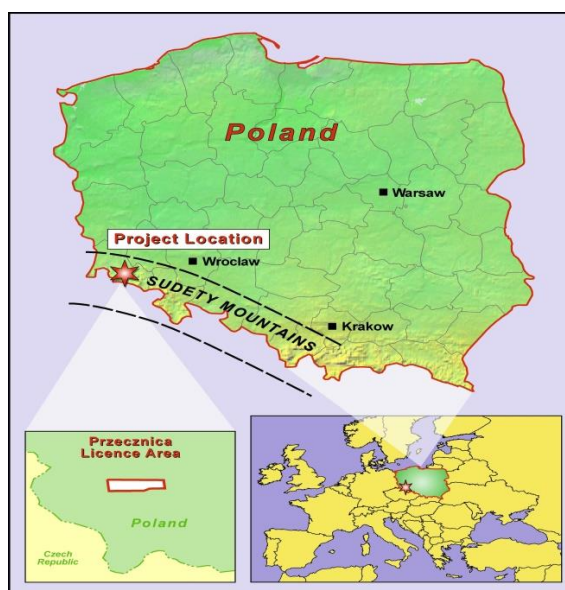 Poland
Warsaw
Project Location
Wroclaw
SUDETY MOUNTAINS
Krakow
Przecznica
Licence Area
Poland
Czech
Republic